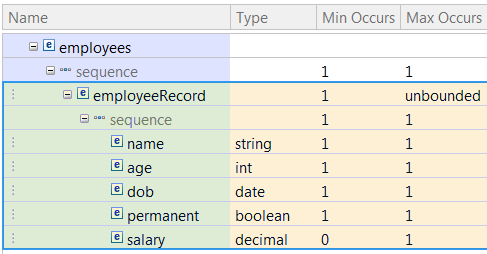 Name Type Min Occurs Max Occurs
e employees
sequence 1 1
e employeeRecord 1 unbounded
sequence 1 1
e name string 1 1
e age int 1 1
e dob date 1 1
e permanent boolean 1 1
e salary decimal 0 1